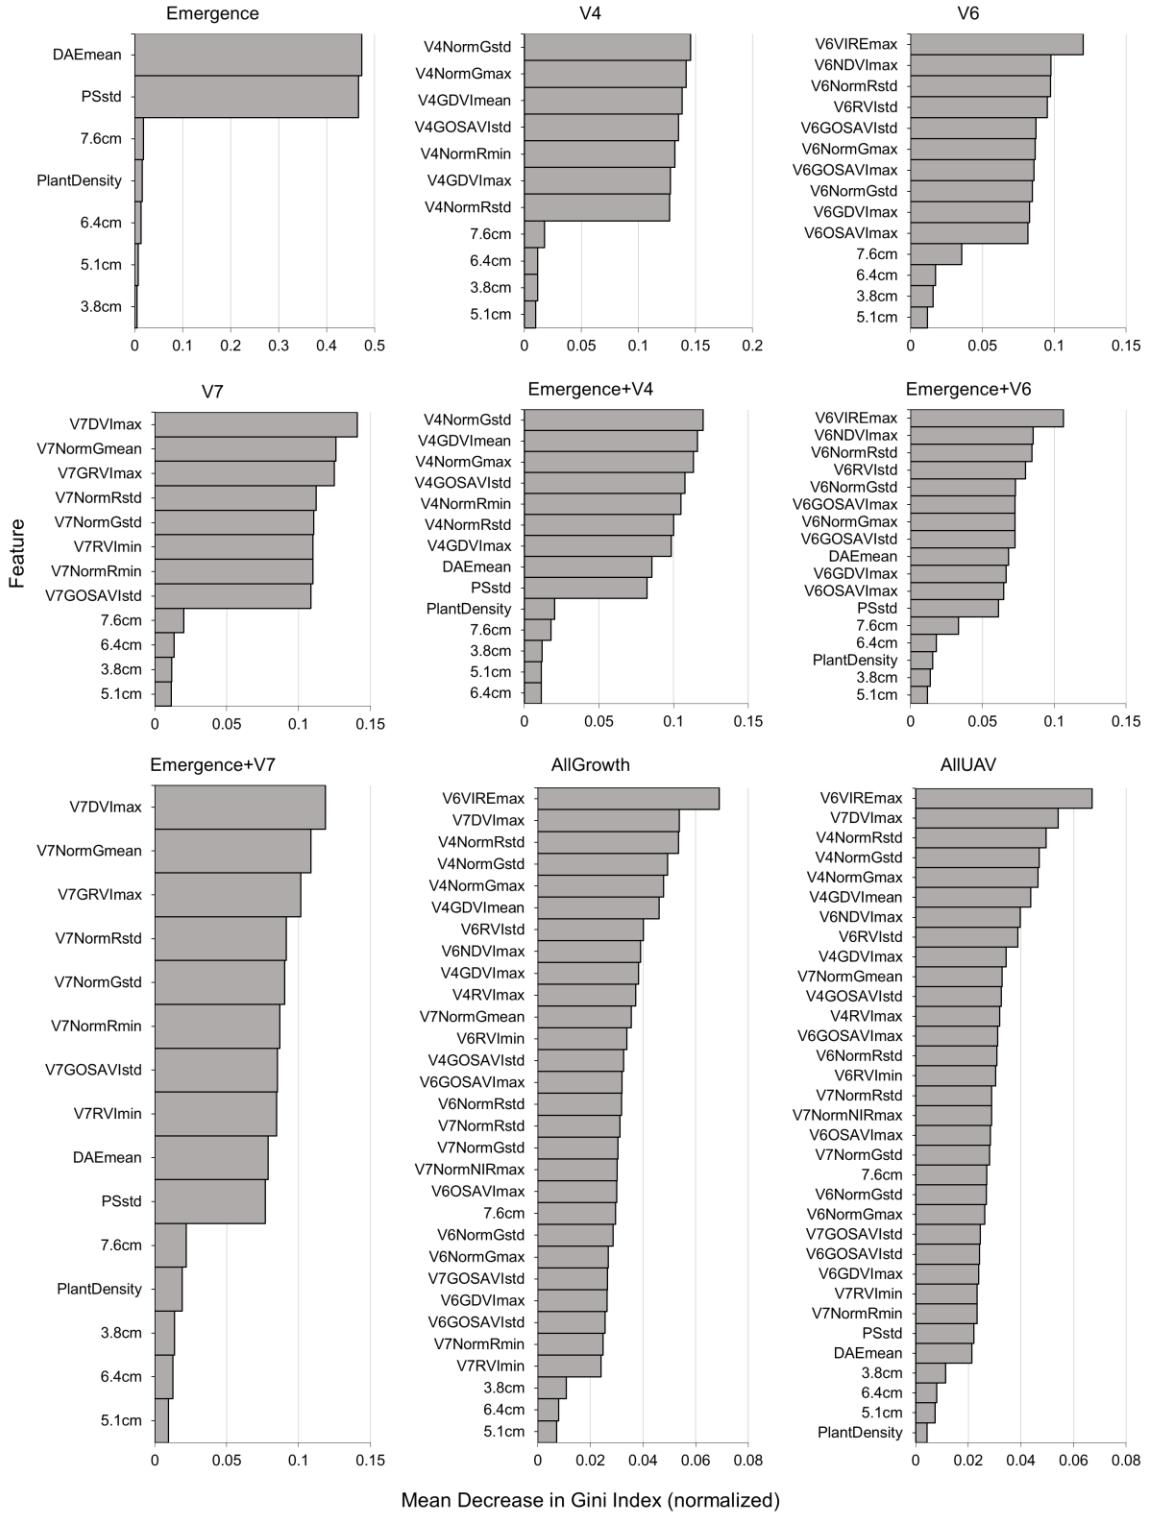 Emergence
DAEmean
PSstd
7.6cm
PlantDensity
6.4cm
5.1cm
3.8cm
0 0.1 0.2 0.3 0.4 0.5
V4
V4NormGstd
V4NormGmax
V4GDVImean
V4GOSAVIstd
V4NormRmin
V4GDVImax
V4NormRstd
7.6cm
6.4cm
3.8cm
5.1cm
0 0.05 0.1 0.15 0.2
V6
V6VIREmax
V6NDVImax
V6NormRstd
V6RVIstd
V6GOSAVIstd
V6NormGmax
V6GOSAVImax
V6NormGstd
V6GDVImax
V6OSAVImax
7.6cm
6.4cm
3.8cm
5.1cm
0 0.05 0.1 0.15
Feature
V7
V7DVImax
V7NormGmean
V7GRVImax
V7NormRstd
V7NormGstd
V7RVImin
V7NormRmin
V7GOSAVIstd
7.6cm
6.4cm
3.8cm
5.1cm
0 0.05 0.1 0.15
Emergence+V4
V4NormGstd
V4GDVImean
V4NormGmax
V4GOSAVIstd
V4NormRmin
V4NormRstd
V4GDVImax
DAEmean
PSstd
PlantDensity
7.6cm
3.8cm
5.1cm
6.4cm
0 0.05 0.1 0.15
Emergence+V6
V6VIREmax
V6NDVImax
V6NormRstd
V6RVIstd
V6NormGstd
V6GOSAVImax
V6NormGmax
V6GOSAVIstd
DAEmean
V6GDVImax
V6OSAVImax
PSstd
7.6cm
6.4cm
PlantDensity
3.8cm
5.1cm
0 0.05 0.1 0.15
Emergence+V7
V7DVImax
V7NormGmean
V7GRVImax
V7NormRstd
V7NormGstd
V7NormRmin
V7GOSAVIstd
V7RVImin
DAEmean
PSstd
7.6cm
PlantDensity
3.8cm
6.4cm
5.1cm
0 0.05 0.1 0.15
AllGrowth
V6VIREmax
V7DVImax
V4NormRstd
V4NormGstd
V4NormGmax
V4GDVImean
V6RVIstd
V6NDVImax
V4GDVImax
V4RVImax
V7NormGmean
V6RVImin
V4GOSAVIstd
V6GOSAVImax
V6NormRstd
V7NormRstd
V7NormGstd
V7NormNIRmax
V6OSAVImax
7.6cm
V6NormGstd
V6NormGmax
V7GOSAVIstd
V6GDVImax
V6GOSAVIstd
V7NormRmin
V7RVImin
3.8cm
6.4cm
5.1cm
0 0.02 0.04 0.06 0.08
AllUAV
V6VIREmax
V7DVImax
V4NormRstd
V4NormGstd
V4NormGmax
V4GDVImean
V6NDVImax
V6RVIstd
V4GDVImax
V7NormGmean
V4GOSAVIstd
V4RVImax
V6GOSAVImax
V6NormRstd
V6RVImin
V7NormRstd
V7NormNIRmax
V6OSAVImax
V7NormGstd
7.6cm
V6NormGstd
V6NormGmax
V7GOSAVIstd
V6GOSAVIstd
V6GDVImax
V7RVImin
V7NormRmin
PSstd
DAEmean
3.8cm
6.4cm
5.1cm
PlantDensity
0 0.02 0.04 0.06 0.08
Mean Decrease in Gini Index (normalized)